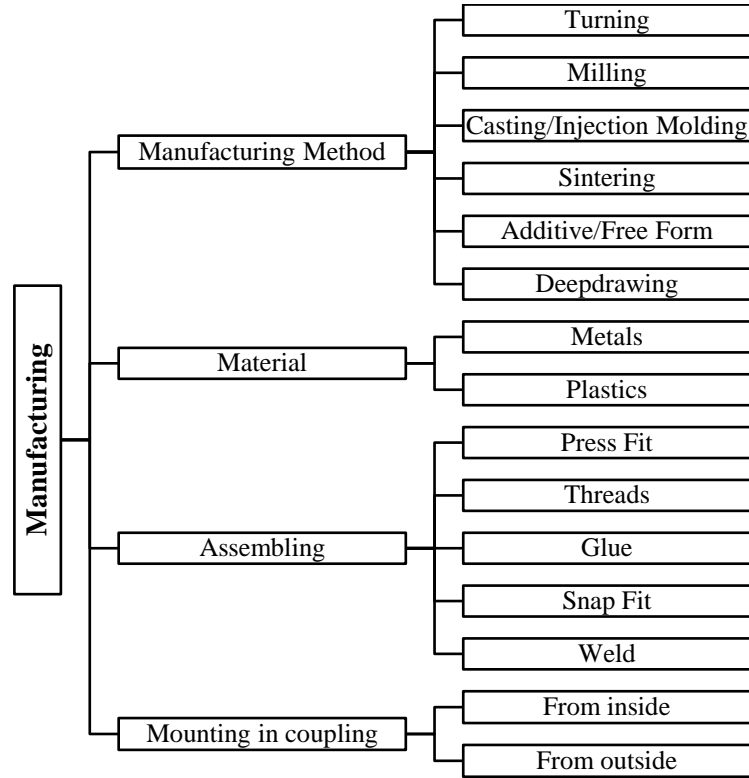 Manufacturing
Manufacturing Method
Turning
Milling
Casting/Injection Molding
Sintering
Additive/Free Form
Deepdrawing
Material
Metals
Plastics
Assembling
Press Fit
Threads
Glue
Snap Fit
Weld
Mounting in coupling
From inside
From outside